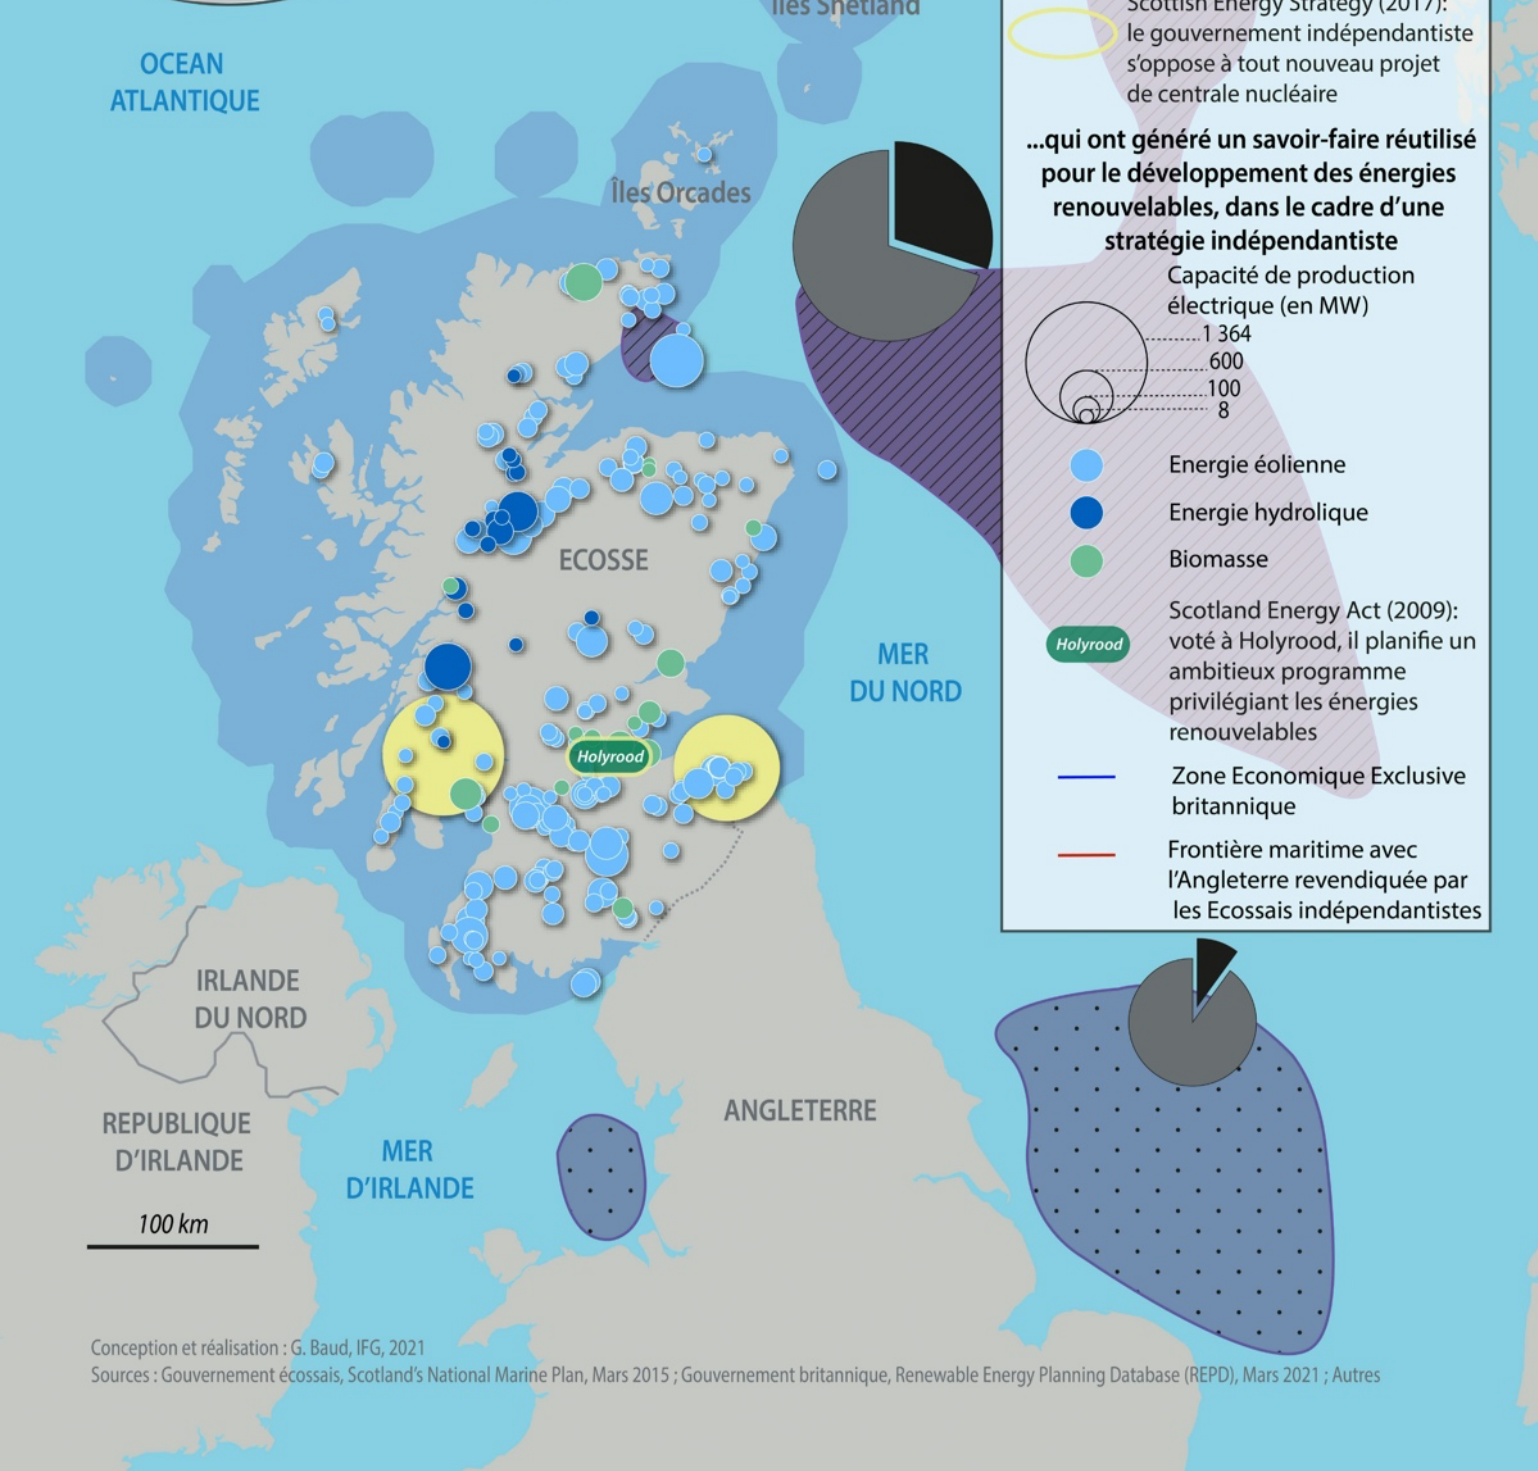 Îles Shetland
Scottish Energy Strategy (2017):
le gouvernement indépendantiste
s'oppose à tout nouveau projet
de centrale nucléaire
OCEAN
ATLANTIQUE
...qui ont généré un savoir-faire réutilisé
pour le développement des énergies
renouvelables, dans le cadre d'une
stratégie indépendantiste
Îles Orcades
Capacité de production
électrique (en MW)
1 364
600
100
8
Energie éolienne
Energie hydrolique
Biomasse
ECOSSE
Holyrood
Scotland Energy Act (2009):
voté à Holyrood, il planifie un
ambitieux programme
privilégiant les énergies
renouvelables
MER
DU NORD
Holyrood
Zone Economique Exclusive
britannique
Frontière maritime avec
l'Angleterre revendiquée par
les Ecossais indépendantistes
IRLANDE
DU NORD
REPUBLIQUE
D'IRLANDE
ANGLETERRE
MER
D'IRLANDE
100 km
Conception et réalisation : G. Baud, IFG, 2021
Sources : Gouvernement écossais, Scotland's National Marine Plan, Mars 2015 ; Gouvernement britannique, Renewable Energy Planning Database (REPD), Mars 2021 ; Autres